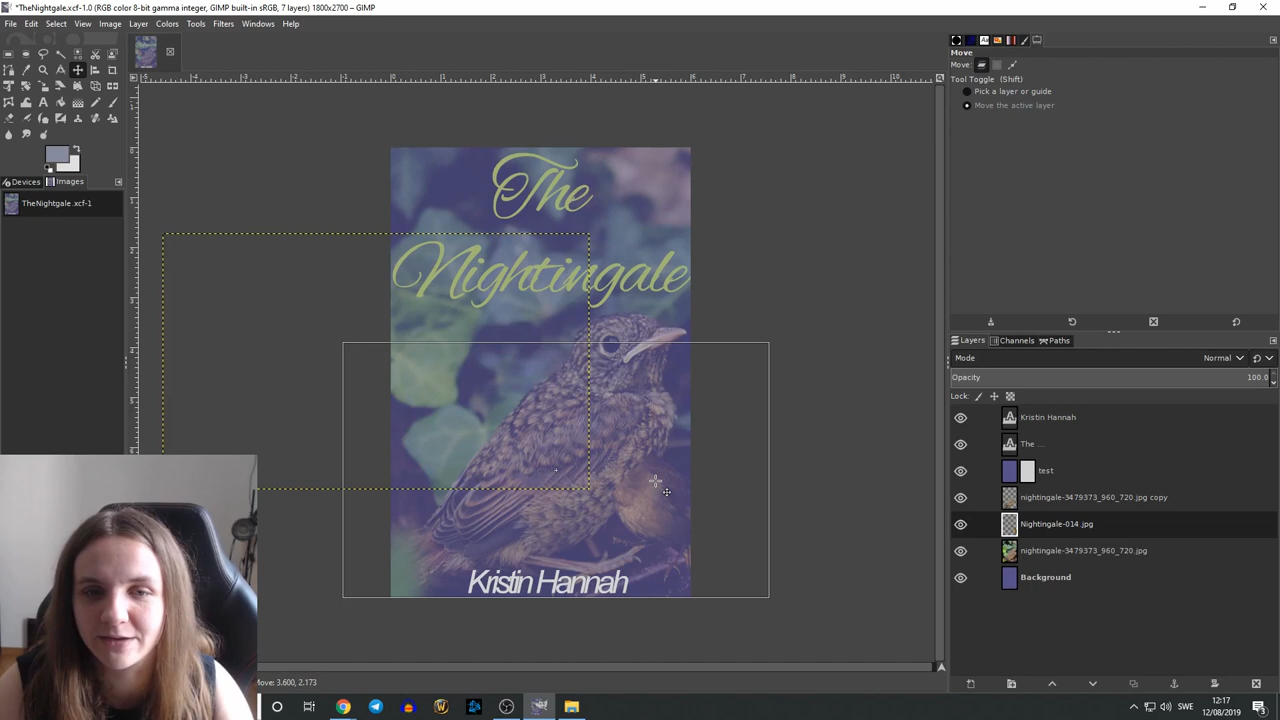 *TheNightgale.xcf-1.0 (RGB color 8-bit gamma integer, GIMP built-in sRGB, 7 layers) 1800x2700 – GIMP
File Edit Select View Image Layer Colors Tools Filters Windows Help
Move
Move:
Tool Toggle (Shift)
Pick a layer or guide
Move the active layer
Devices Images
TheNightgale.xcf-1
The
Nightingale
Kristin Hannah
Layers Channels Paths
Mode Normal
Opacity 100.0
Lock:
Kristin Hannah
The ...
test
nightingale-3479373_960_720.jpg copy
Nightingale-014.jpg
nightingale-3479373_960_720.jpg
Background
Move: 3.600, 2.173
SWE
12:17
12/08/2019